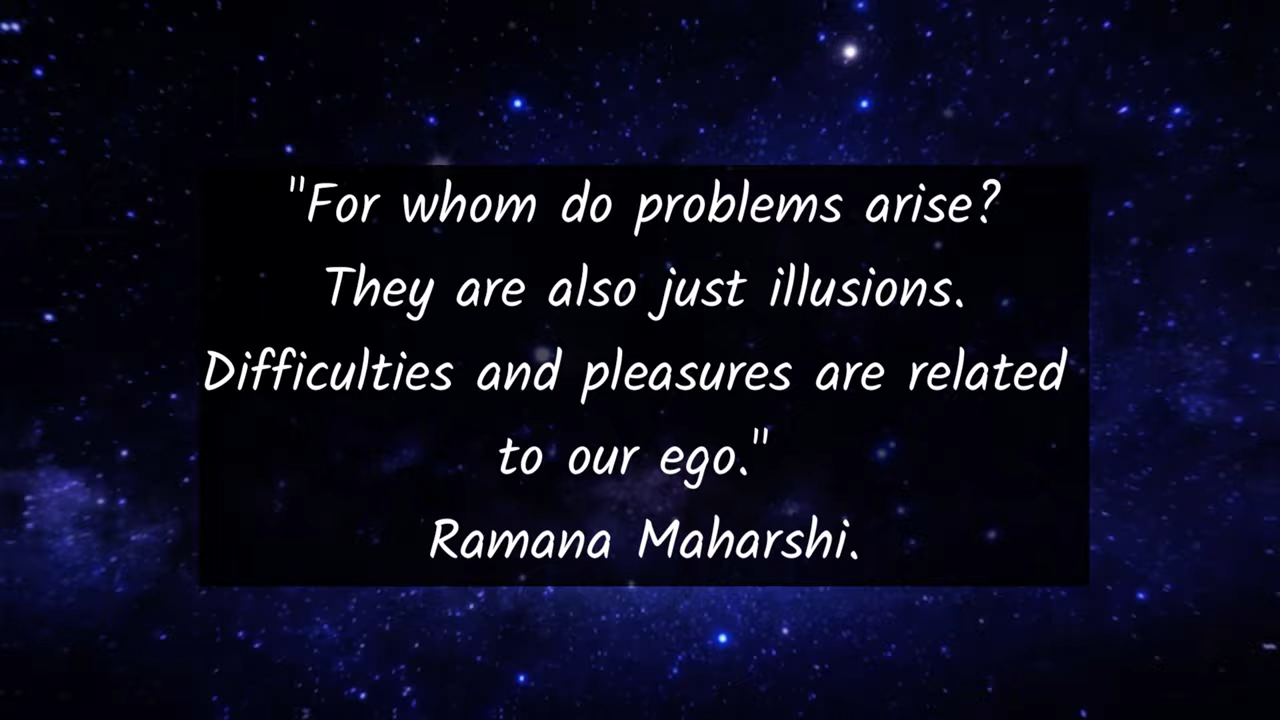 "For whom do problems arise?
They are also just illusions.
Difficulties and pleasures are related
to our ego."
Ramana Maharshi.